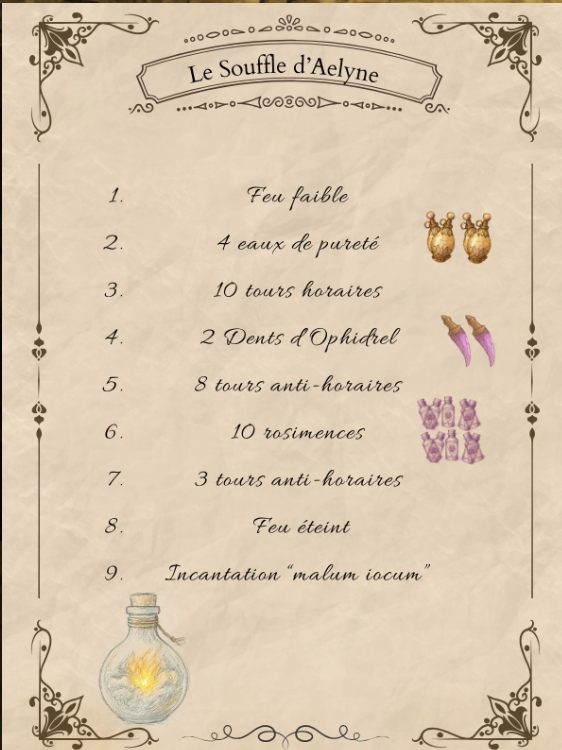 Le Souffle d'Aelyne
1. Feu faible
2. 4 eaux de pureté
3. 10 tours horaires
4. 2 Dents d'Ophidrel
5. 8 tours anti-horaires
6. 10 rosimences
7. 3 tours anti-horaires
8. Feu éteint
9. Incantation "malum iocum"